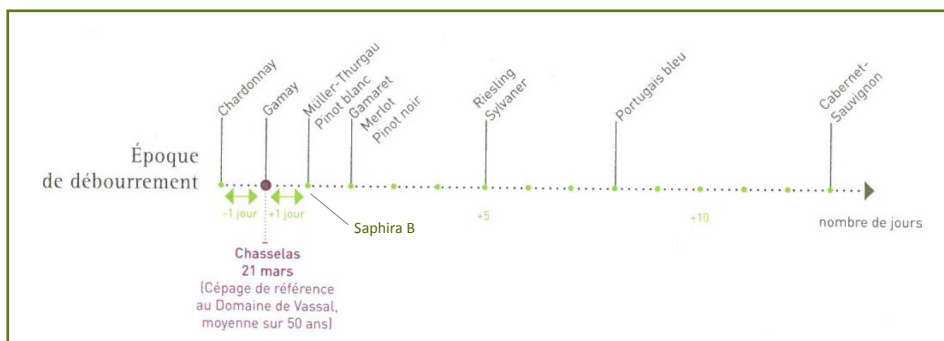 Chardonnay
Gamay
Müller-Thurgau
Pinot blanc
Gamaret
Merlot
Pinot noir
Riesling
Sylvaner
Portugais bleu
Cabernet-
Sauvignon
Époque
de débourrement
-1 jour
+1 jour
+5
+10
nombre de jours
Saphira B
Chasselas
21 mars
(Cépage de référence
au Domaine de Vassal,
moyenne sur 50 ans)